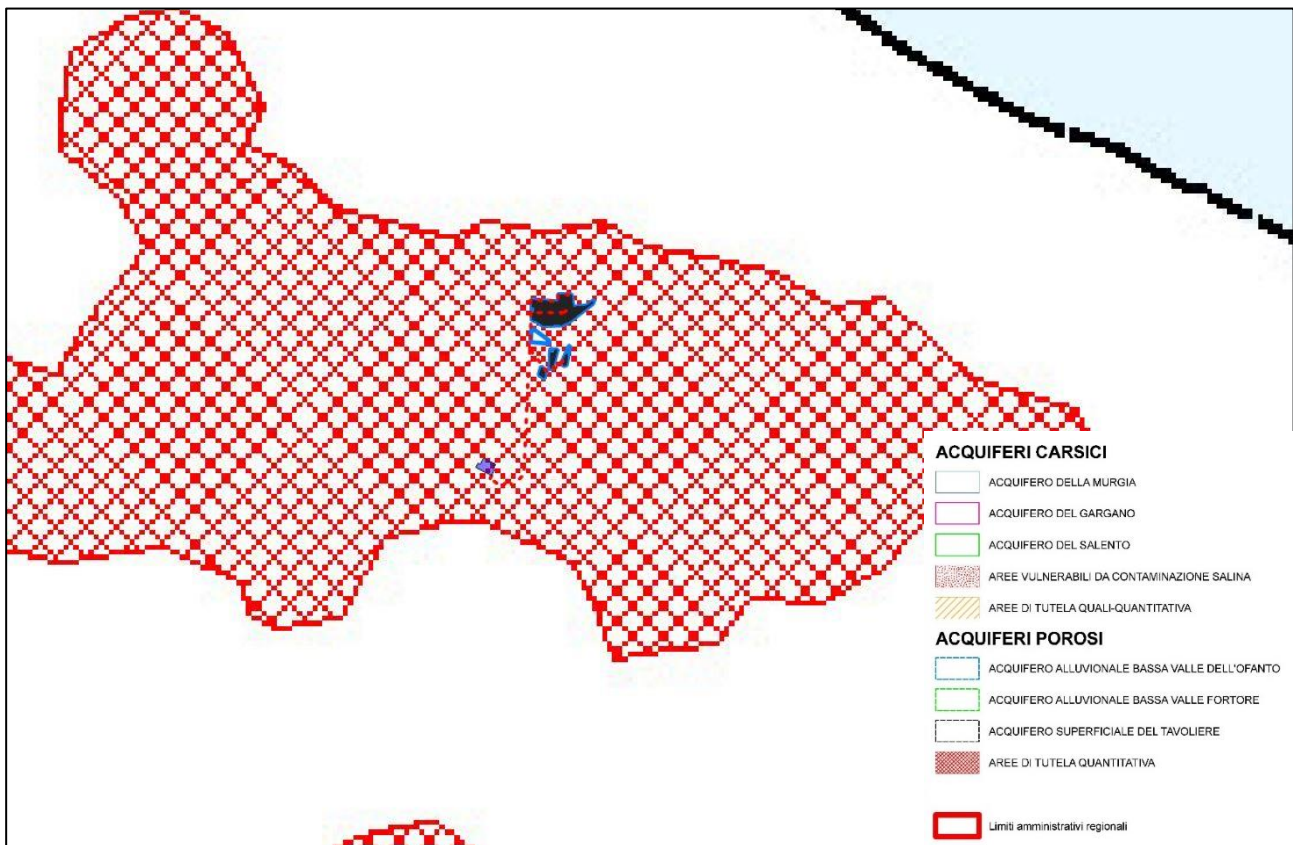 ACQUIFERI CARSICI
ACQUIFERO DELLA MURGIA
ACQUIFERO DEL GARGANO
ACQUIFERO DEL SALENTO
AREE VULNERABILI DA CONTAMINAZIONE SALINA
AREE DI TUTELA QUALI-QUANTITATIVA
ACQUIFERI POROSI
ACQUIFERO ALLUVIONALE BASSA VALLE DELL'OFANTO
ACQUIFERO ALLUVIONALE BASSA VALLE FORTORE
ACQUIFERO SUPERFICIALE DEL TAVOLIERE
AREE DI TUTELA QUANTITATIVA
Limiti amministrativi regionali